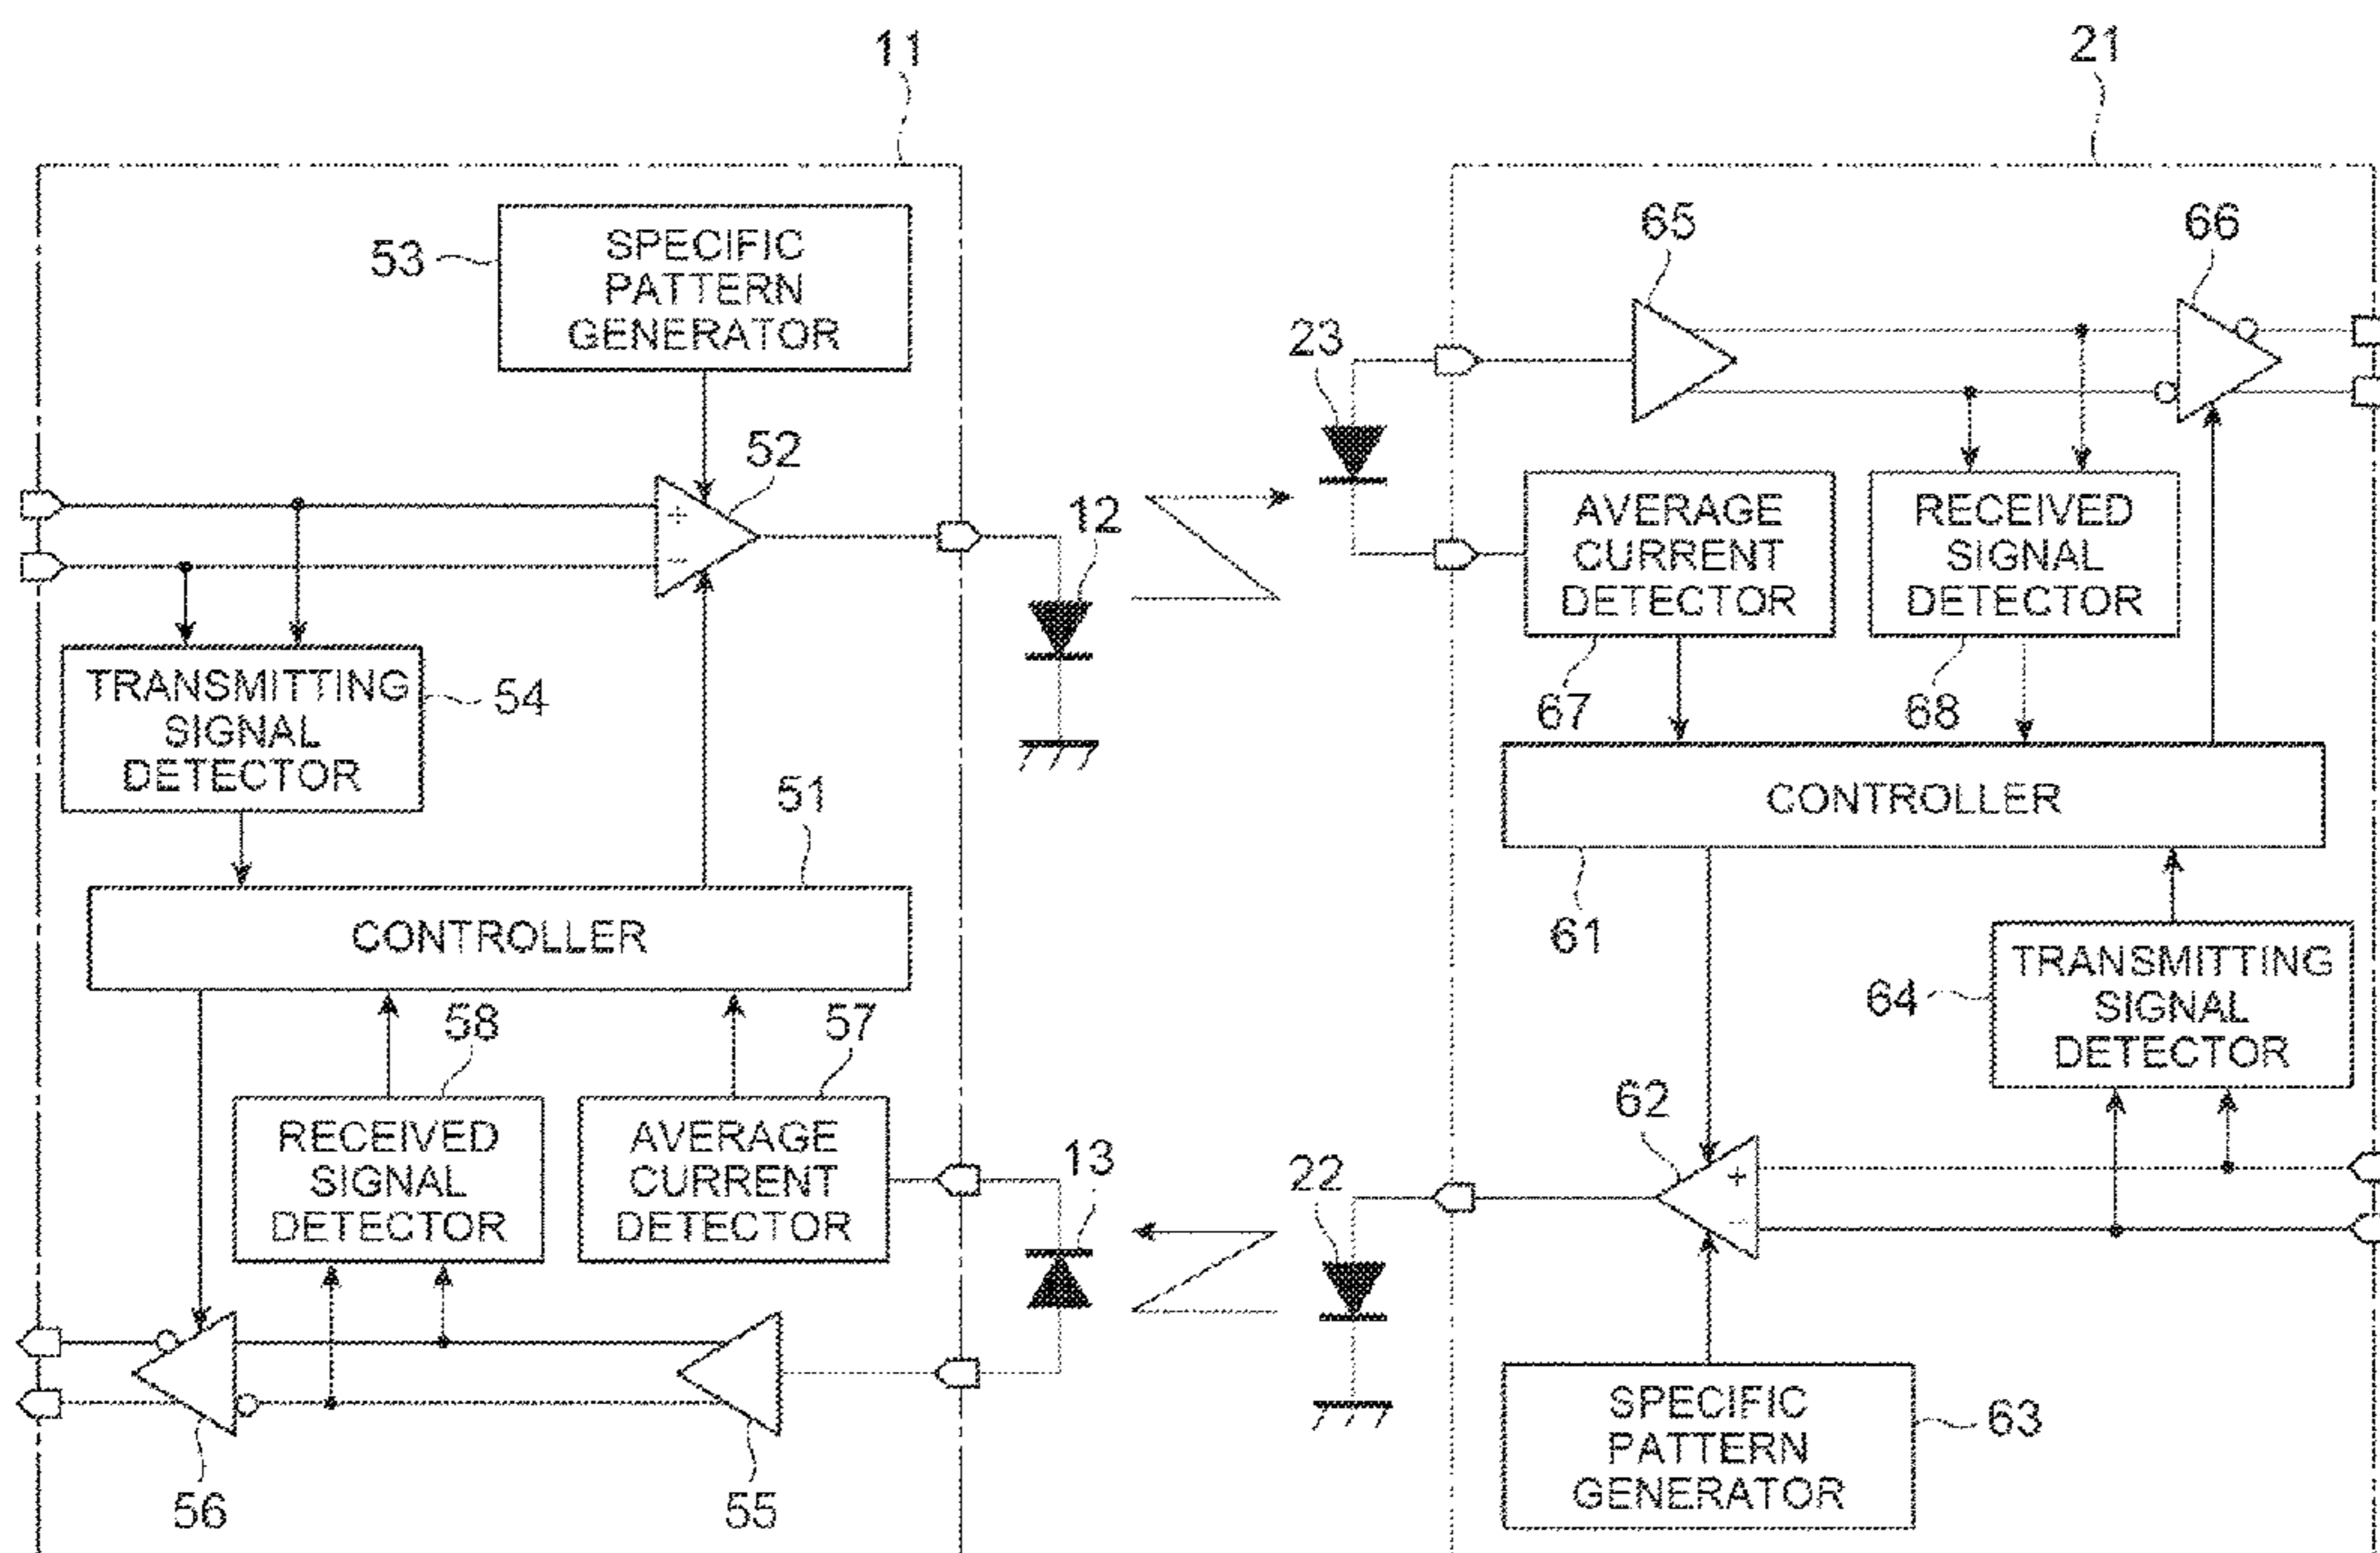 11
21
53
SPECIFIC
PATTERN
GENERATOR
65
66
23
52
+
−
12
AVERAGE
CURRENT
DETECTOR
RECEIVED
SIGNAL
DETECTOR
TRANSMITTING
SIGNAL
DETECTOR
54
67
68
51
CONTROLLER
CONTROLLER
61
TRANSMITTING
SIGNAL
DETECTOR
64
58
57
62
RECEIVED
SIGNAL
DETECTOR
AVERAGE
CURRENT
DETECTOR
13
22
+
−
SPECIFIC
PATTERN
GENERATOR
63
56
55